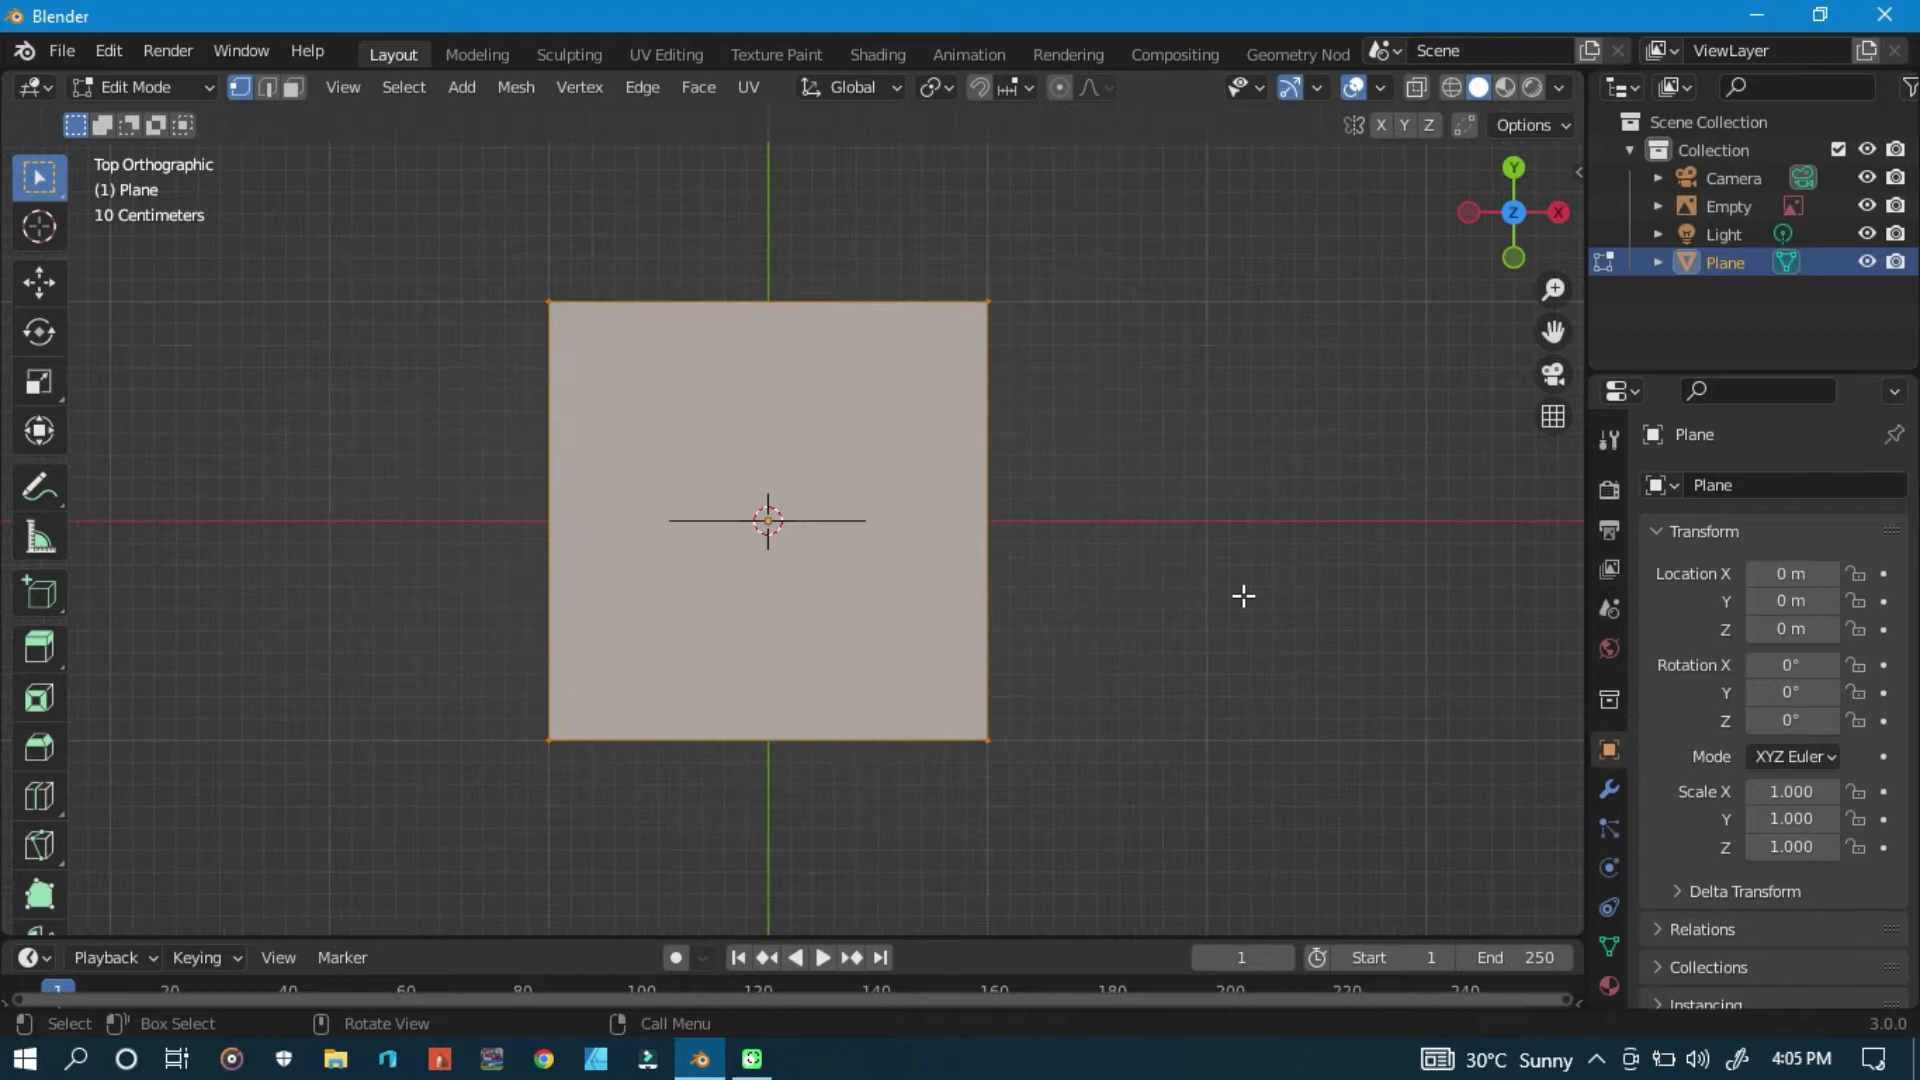 Blender
File Edit Render Window Help Layout Modeling Sculpting UV Editing Texture Paint Shading Animation Rendering Compositing Geometry Nod Scene ViewLayer
Edit Mode View Select Add Mesh Vertex Edge Face UV Global
X Y Z Options
Top Orthographic
(1) Plane
10 Centimeters
Y
Z X
Scene Collection
Collection
Camera
Empty
Light
Plane
Plane
Plane
Transform
Location X 0 m
Y 0 m
Z 0 m
Rotation X 0°
Y 0°
Z 0°
Mode XYZ Euler
Scale X 1.000
Y 1.000
Z 1.000
Delta Transform
Relations
Collections
Instancing
Playback Keying View Marker 1 Start 1 End 250
1 20 40 60 80 100 120 140 160 180 200 220 240
Select Box Select Rotate View Call Menu 3.0.0
30°C Sunny 4:05 PM